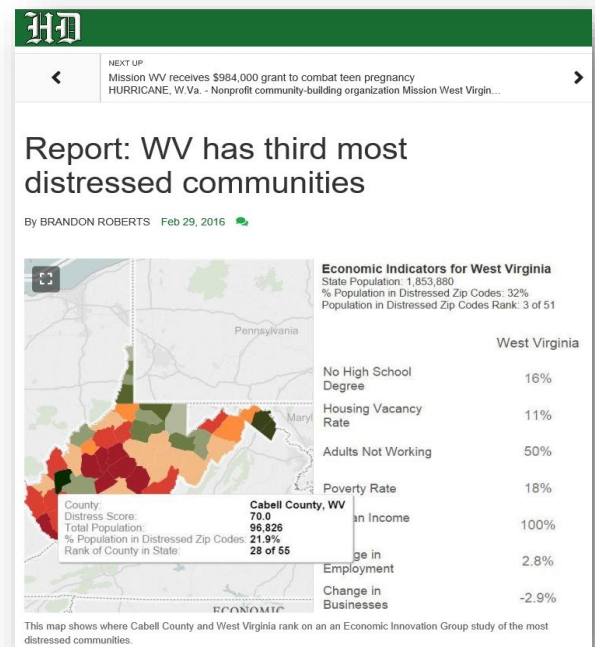 HD
NEXT UP
Mission WV receives $984,000 grant to combat teen pregnancy
HURRICANE, W.Va. - Nonprofit community-building organization Mission West Virgin...
Report: WV has third most
distressed communities
By BRANDON ROBERTS Feb 29, 2016
Pennsylvania
Maryl
ECONOMIC
Economic Indicators for West Virginia
State Population: 1,853,880
% Population in Distressed Zip Codes: 32%
Population in Distressed Zip Codes Rank: 3 of 51
West Virginia
No High School
Degree
16%
Housing Vacancy
Rate
11%
Adults Not Working
50%
Poverty Rate
18%
an Income
100%
ge in
Employment
2.8%
Change in
Businesses
-2.9%
County: Cabell County, WV
Distress Score: 70.0
Total Population: 96,826
% Population in Distressed Zip Codes: 21.9%
Rank of County in State: 28 of 55
This map shows where Cabell County and West Virginia rank on an an Economic Innovation Group study of the most
distressed communities.